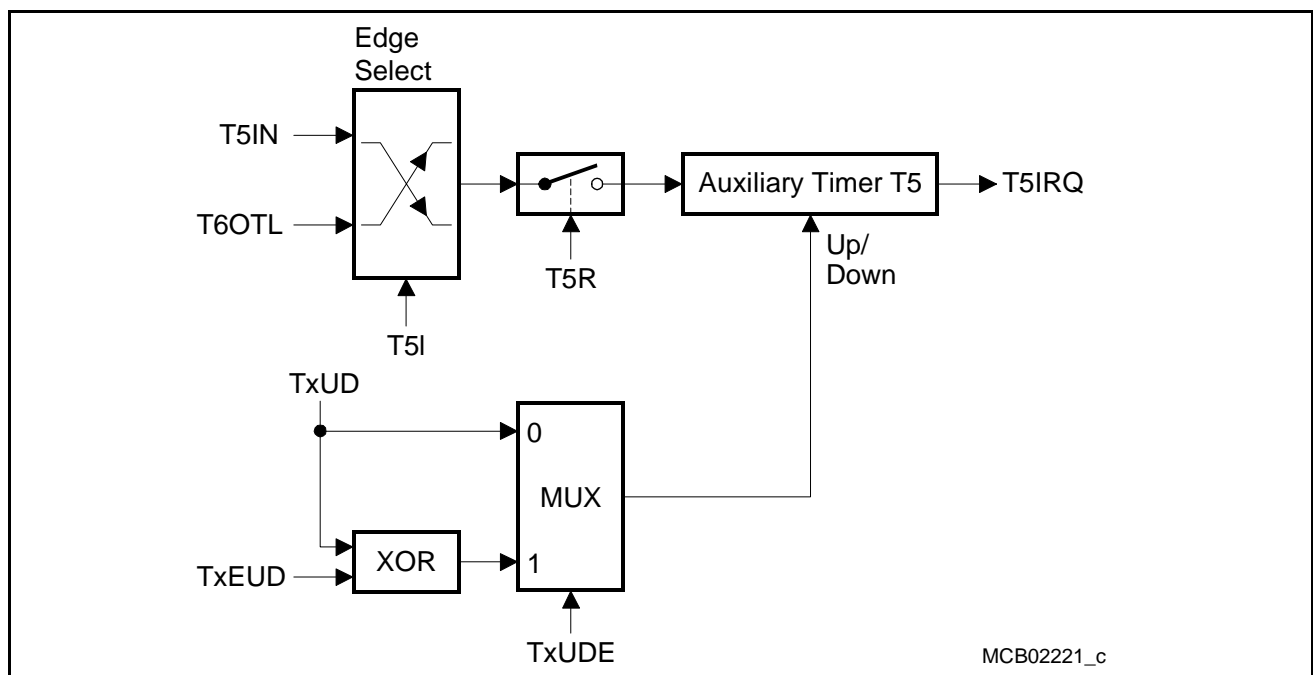 Edge
Select
T5IN
T6OTL
T5I
T5R
Auxiliary Timer T5
T5IRQ
Up/
Down
TxUD
0
MUX
XOR
1
TxEUD
TxUDE
MCB02221_c